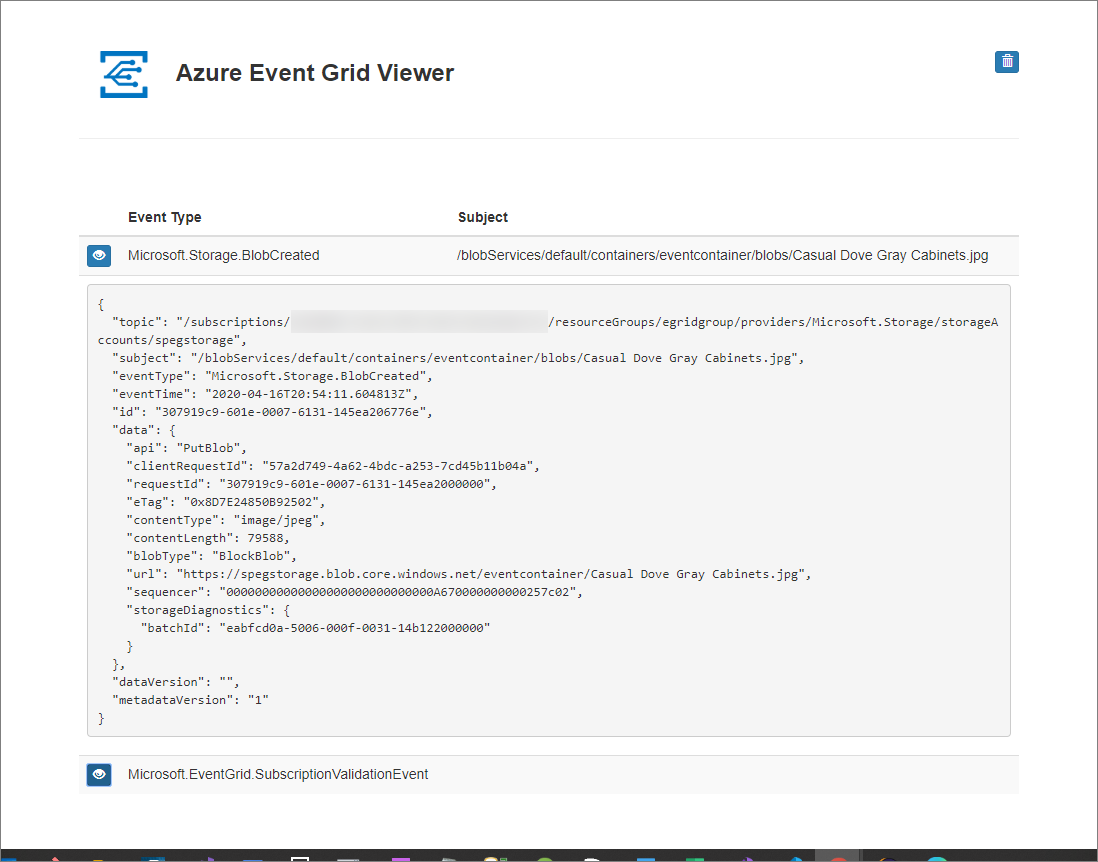 Azure Event Grid Viewer
Event Type Subject
Microsoft.Storage.BlobCreated /blobServices/default/containers/eventcontainer/blobs/Casual Dove Gray Cabinets.jpg
{
"topic": "/subscriptions/ /resourceGroups/egridgroup/providers/Microsoft.Storage/storageA
ccounts/spegstorage",
"subject": "/blobServices/default/containers/eventcontainer/blobs/Casual Dove Gray Cabinets.jpg",
"eventType": "Microsoft.Storage.BlobCreated",
"eventTime": "2020-04-16T20:54:11.604813Z",
"id": "307919c9-601e-0007-6131-145ea206776e",
"data": {
"api": "PutBlob",
"clientRequestId": "57a2d749-4a62-4bdc-a253-7cd45b11b04a",
"requestId": "307919c9-601e-0007-6131-145ea2000000",
"eTag": "0x8D7E24850B92502",
"contentType": "image/jpeg",
"contentLength": 79588,
"blobType": "BlockBlob",
"url": "https://spegstorage.blob.core.windows.net/eventcontainer/Casual Dove Gray Cabinets.jpg",
"sequencer": "00000000000000000000000000000A670000000000257c02",
"storageDiagnostics": {
"batchId": "eabfcd0a-5006-000f-0031-14b122000000"
}
},
"dataVersion": "",
"metadataVersion": "1"
}
Microsoft.EventGrid.SubscriptionValidationEvent